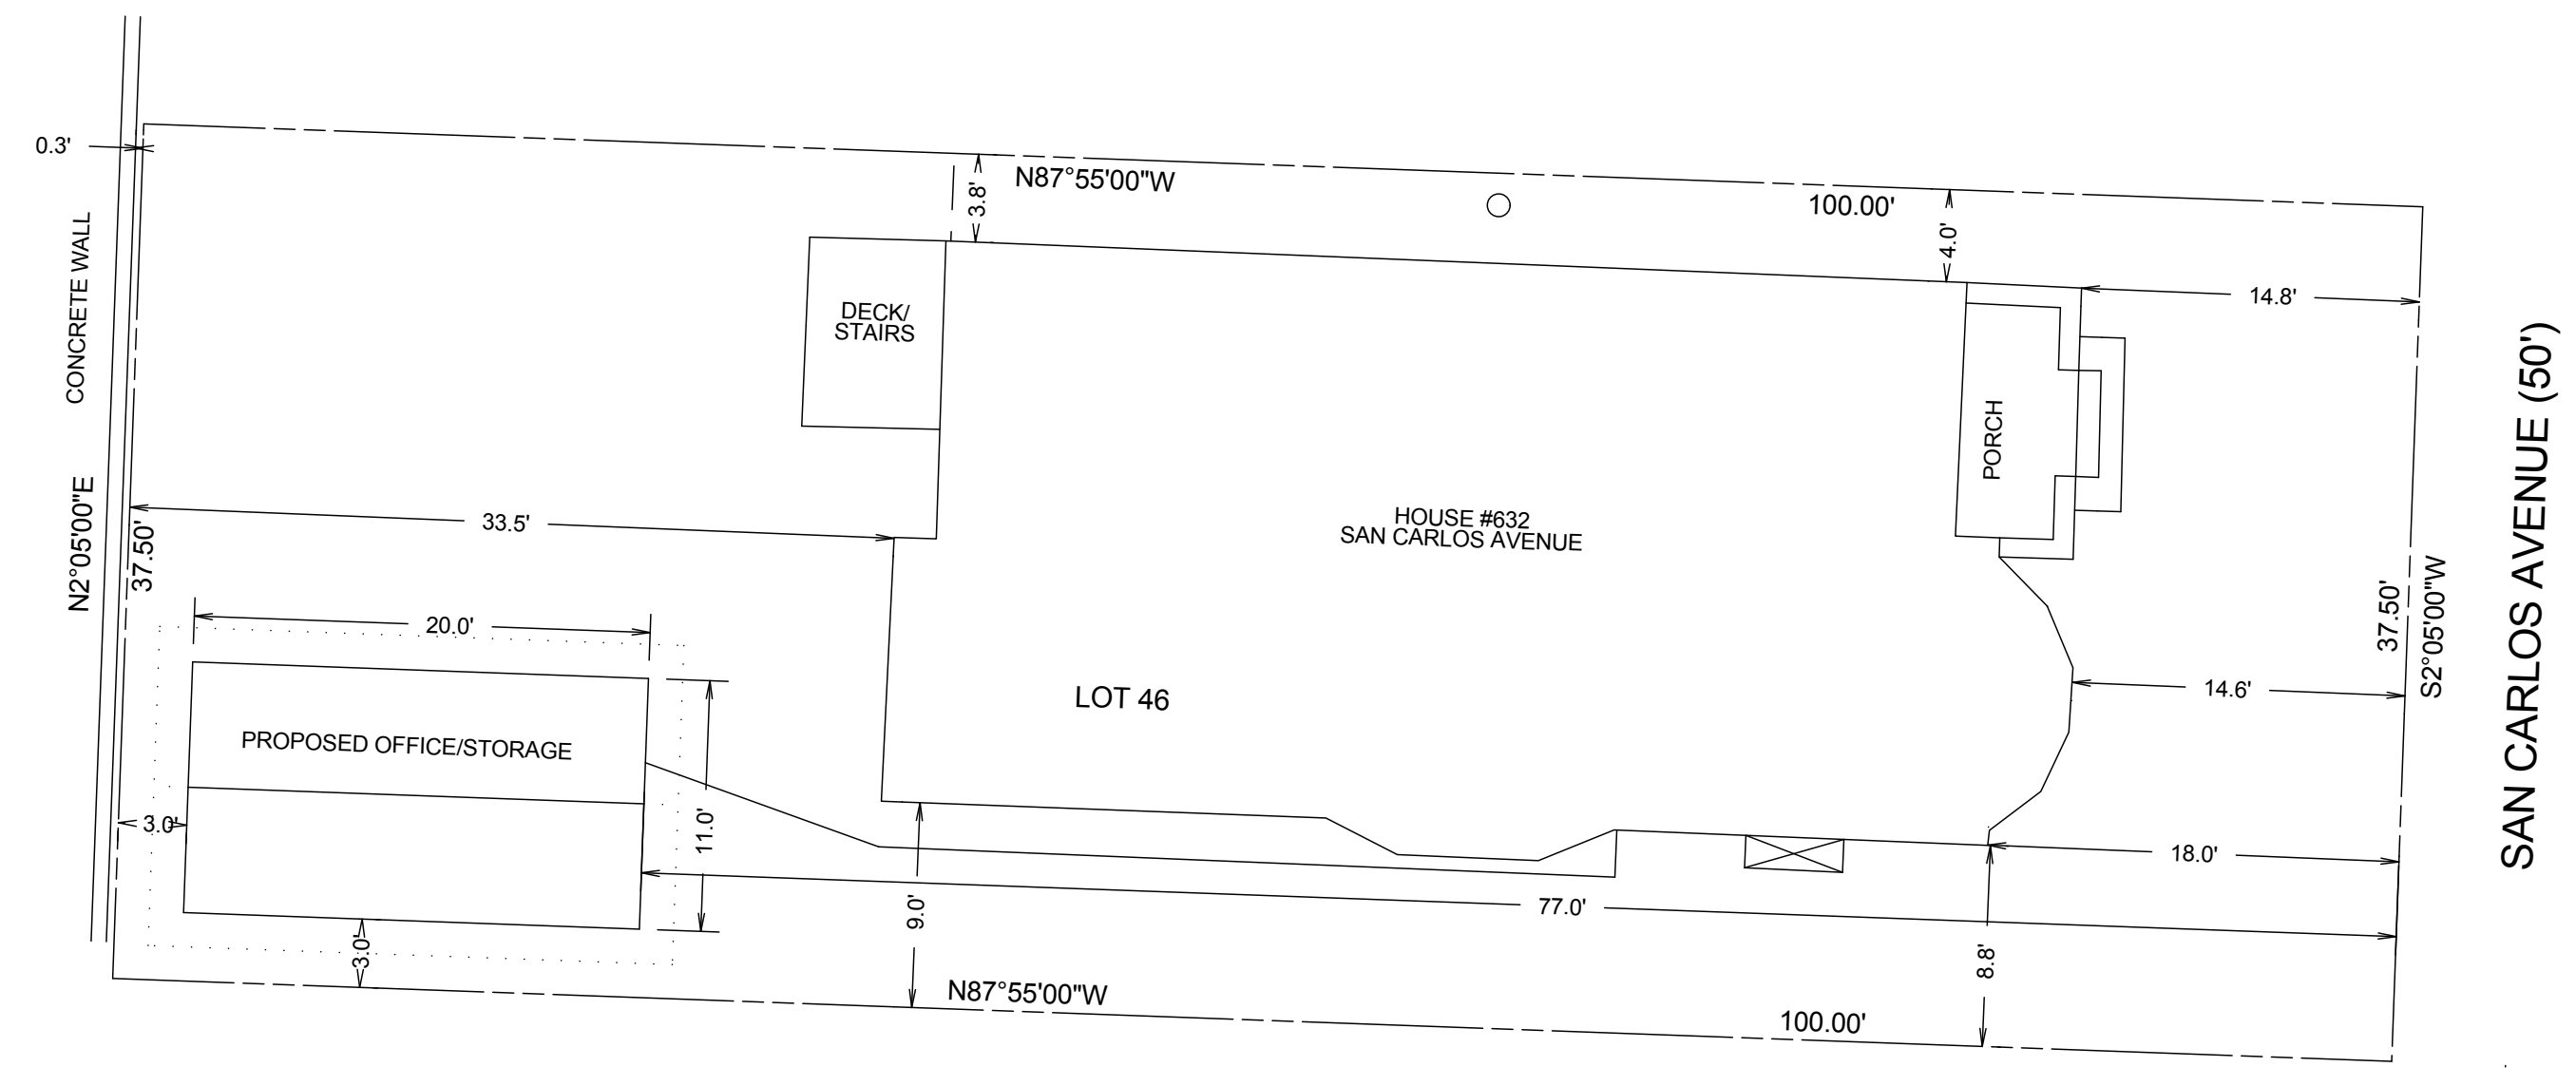 0.3'
CONCRETE WALL
N2°05'00"E
37.50'
3.8'
N87°55'00"W
100.00'
4.0'
14.8'
DECK/
STAIRS
PORCH
33.5'
HOUSE #632
SAN CARLOS AVENUE
20.0'
LOT 46
14.6'
37.50'
S2°05'00"W
SAN CARLOS AVENUE (50')
PROPOSED OFFICE/STORAGE
3.0'
11.0'
18.0'
77.0'
9.0'
3.0'
8.8'
N87°55'00"W
100.00'